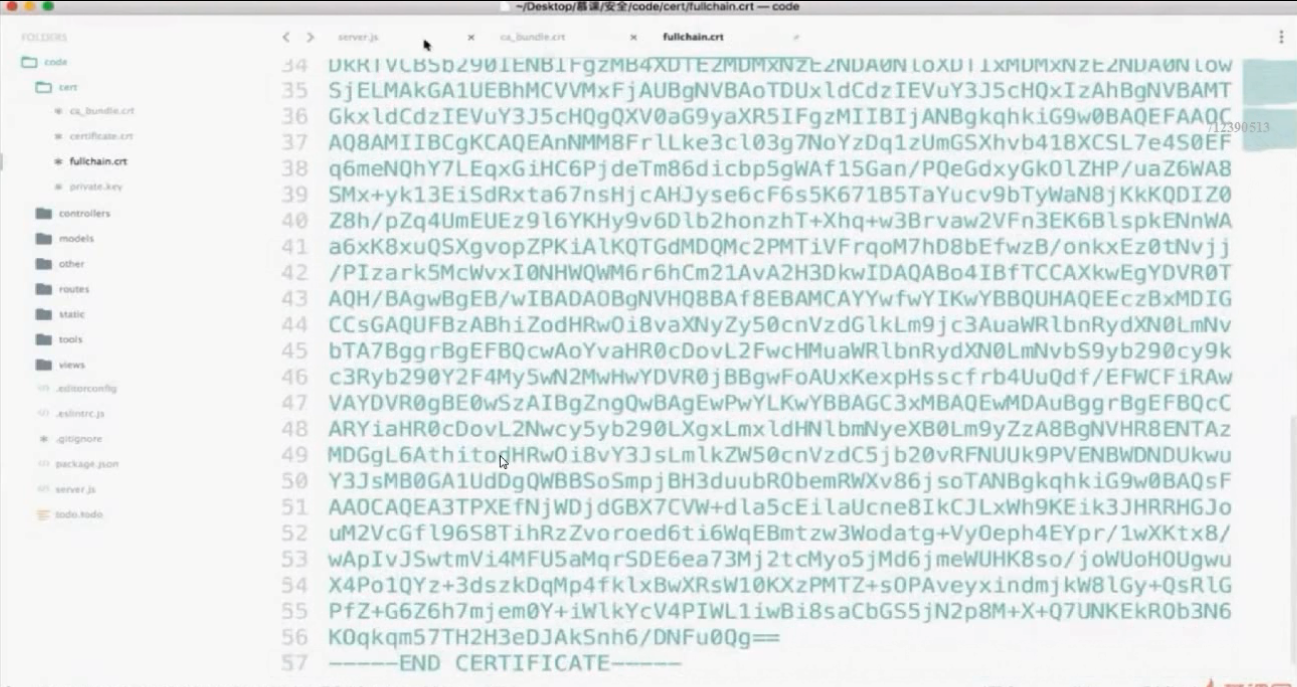 ~/Desktop/慕课/安全/code/cert/fullchain.crt — code
FOLDERS
code
cert
ca_bundle.crt
certificate.crt
fullchain.crt
private.key
controllers
models
other
routes
static
tools
views
.editorconfig
.eslintrc.js
.gitignore
package.json
server.js
todo.todo
server.js × ca_bundle.crt × fullchain.crt
34 DkRTVCBSb290IENBIFgzMB4XDTE2MDMxNzE2NDA0NloXDTIxMDMxNzE2NDA0Nlow
35 SjELMAkGA1UEBhMCVVMxFjAUBgNVBAoTDUxldCdzIEVuY3J5cHQxIzAhBgNVBAMT
36 GkxldCdzIEVuY3J5cHQgQXV0aG9yaXR5IFgzMIIBIjANBgkqhkiG9w0BAQEFAAOC
712390513
37 AQ8AMIIBCgKCAQEAnNMM8FrlLke3cl03g7NoYzDq1zUmGSXhvb418XCSL7e4S0EF
38 q6meNQhY7LEqxGiHC6PjdeTm86dicbp5gWAf15Gan/PQeGdxyGkOlZHP/uaZ6WA8
39 SMx+yk13EiSdRxta67nsHjcAHJyse6cF6s5K671B5TaYucv9bTyWaN8jKkKQDIZ0
40 Z8h/pZq4UmEUEz9l6YKHy9v6Dlb2honzhT+Xhq+w3Brvaw2VFn3EK6BlspkENnWA
41 a6xK8xuQSXgvopZPKiAlKQTGdMDQMc2PMTiVFrqoM7hD8bEfwzB/onkxEz0tNvjj
42 /PIzark5McWvxI0NHWQWM6r6hCm21AvA2H3DkwIDAQABo4IBfTCCAXkwEgYDVR0T
43 AQH/BAgwBgEB/wIBADAOBgNVHQ8BAf8EBAMCAYYwfwYIKwYBBQUHAQEEczBxMDIG
44 CCsGAQUFBzABhiZodHRwOi8vaXNyZy50cnVzdGlkLm9jc3AuaWRlbnRydXN0LmNv
45 bTA7BggrBgEFBQcwAoYvaHR0cDovL2FwcHMuaWRlbnRydXN0LmNvbS9yb290cy9k
46 c3Ryb290Y2F4My5wN2MwHwYDVR0jBBgwFoAUxKexpHsscfrb4UuQdf/EFWCFiRAw
47 VAYDVR0gBE0wSzAIBgZngQwBAgEwPwYLKwYBBAGC3xMBAQEwMDAuBggrBgEFBQcC
48 ARYiaHR0cDovL2Nwcy5yb290LXgxLmxldHNlbmNyeXB0Lm9yZzA8BgNVHR8ENTAz
49 MDGgL6AthitodHRwOi8vY3JsLmlkZW50cnVzdC5jb20vRFNUUk9PVENBWDNDUkwu
50 Y3JsMB0GA1UdDgQWBBSoSmpjBH3duubRObemRWXv86jsoTANBgkqhkiG9w0BAQsF
51 AAOCAQEA3TPXEfNjWDjdGBX7CVW+dla5cEilaUcne8IkCJLxWh9KEik3JHRRHGJo
52 uM2VcGfl96S8TihRzZvoroed6ti6WqEBmtzw3Wodatg+VyOeph4EYpr/1wXKtx8/
53 wApIvJSwtmVi4MFU5aMqrSDE6ea73Mj2tcMyo5jMd6jmeWUHK8so/joWUoHOUgwu
54 X4Po1QYz+3dszkDqMp4fklxBwXRsW10KXzPMTZ+sOPAveyxindmjkW8lGy+QsRlG
55 PfZ+G6Z6h7mjem0Y+iWlkYcV4PIWL1iwBi8saCbGS5jN2p8M+X+Q7UNKEkROb3N6
56 KOqkqm57TH2H3eDJAkSnh6/DNFu0Qg==
57 -----END CERTIFICATE-----